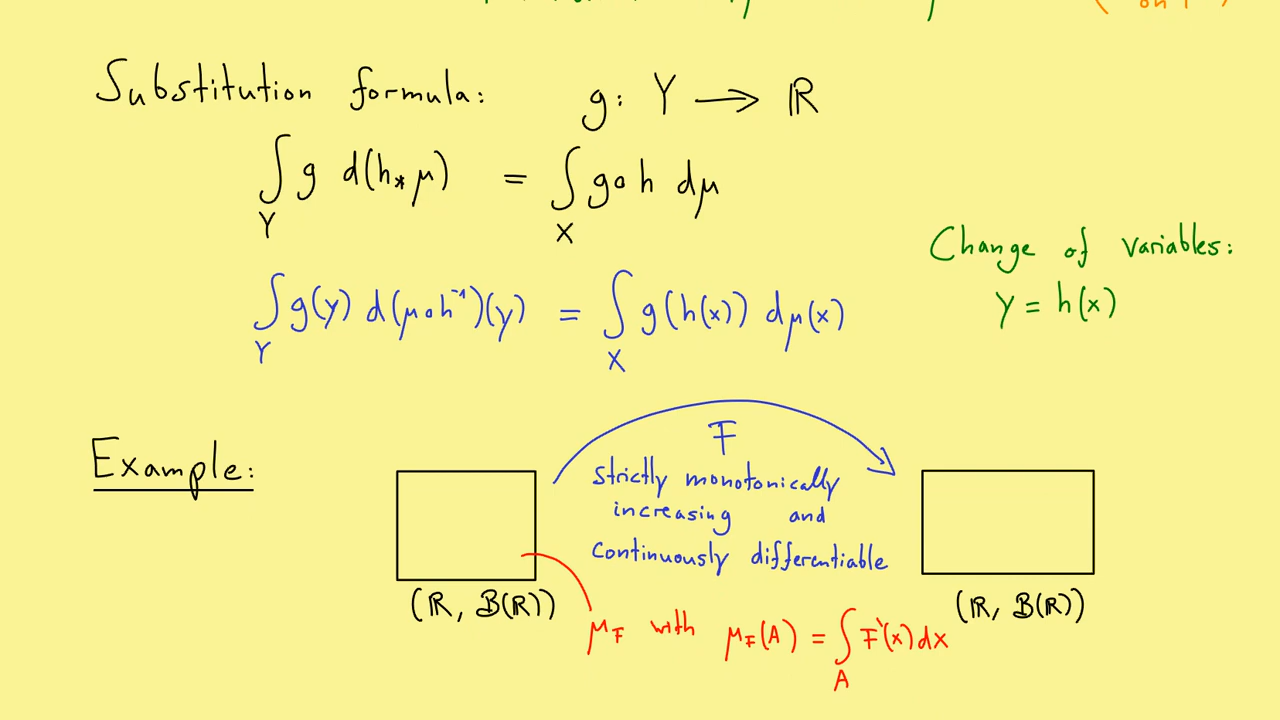 on
Substitution formula: g: Y ⟶ ℝ
∫_Y g d(h_*μ) = ∫_X g∘h dμ
Change of variables:
∫_Y g(y) d(μ∘h⁻¹)(y) = ∫_X g(h(x)) dμ(x)
y = h(x)
Example:
F
strictly monotonically
increasing and
continuously differentiable
(ℝ, B(ℝ)) (ℝ, B(ℝ))
μ_F with μ_F(A) = ∫_A F'(x) dx